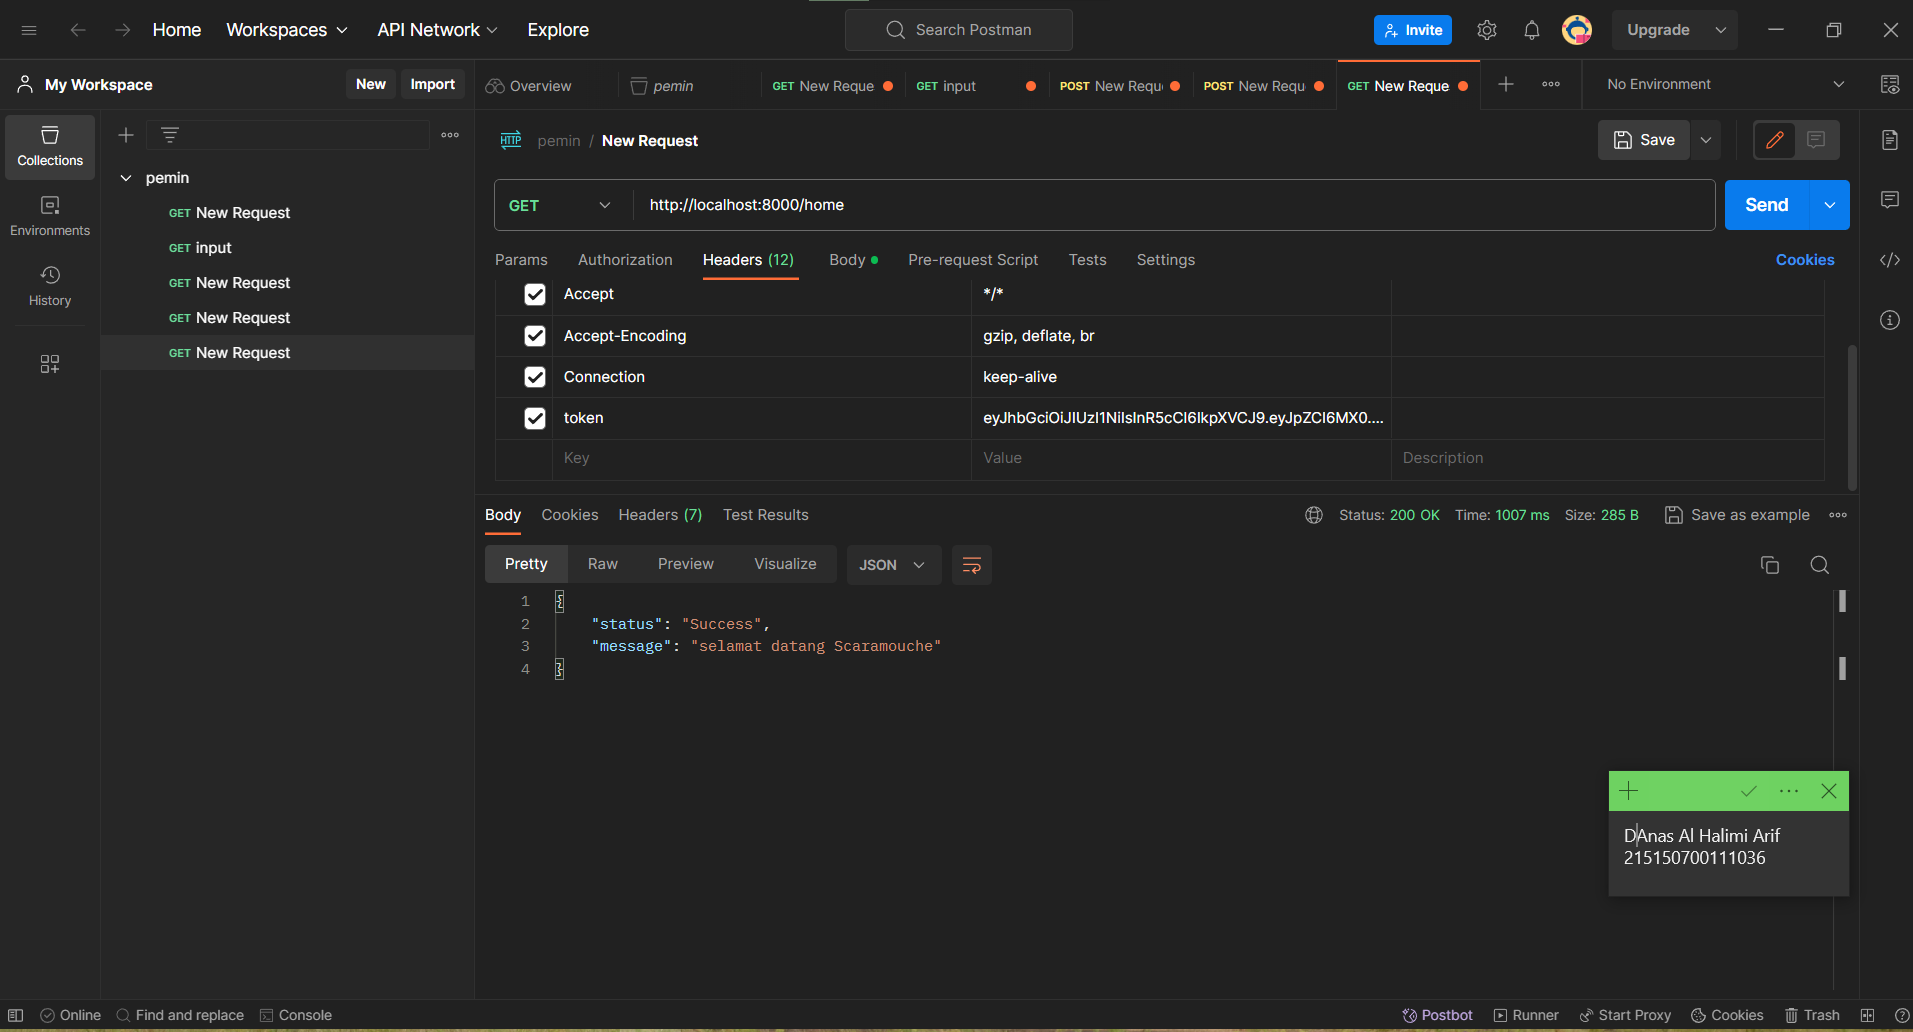 Home Workspaces API Network Explore Search Postman Invite Upgrade
My Workspace New Import Overview pemin GET New Reque GET input POST New Requ POST New Requ GET New Reque No Environment
Collections
Environments
History
pemin
GET New Request
GET input
GET New Request
GET New Request
GET New Request
HTTP pemin / New Request Save
GET http://localhost:8000/home Send
Params Authorization Headers (12) Body Pre-request Script Tests Settings Cookies
Accept */*
Accept-Encoding gzip, deflate, br
Connection keep-alive
token eyJhbGciOiJIUzI1NiIsInR5cCI6IkpXVCJ9.eyJpZCI6MX0....
Key Value Description
Body Cookies Headers (7) Test Results Status: 200 OK Time: 1007 ms Size: 285 B Save as example
Pretty Raw Preview Visualize JSON
1 {
2 "status": "Success",
3 "message": "selamat datang Scaramouche"
4 }
DAnas Al Halimi Arif
215150700111036
Online Find and replace Console Postbot Runner Start Proxy Cookies Trash